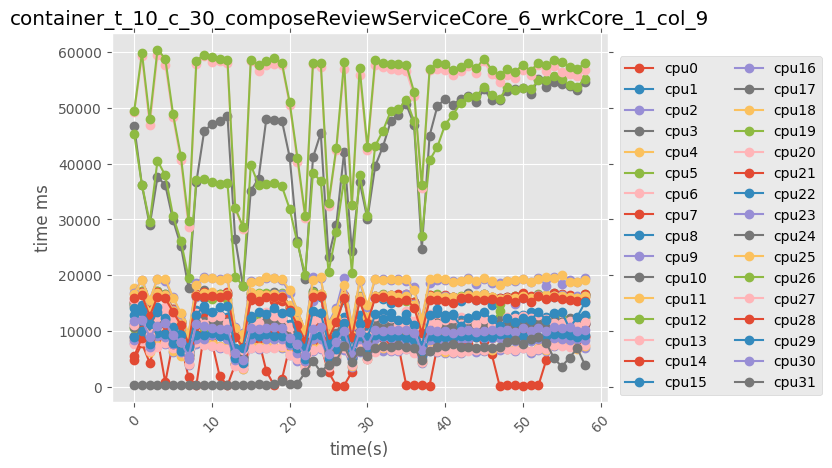 container_t_10_c_30_composeReviewServiceCore_6_wrkCore_1_col_9
time ms
60000
50000
40000
30000
20000
10000
0
0
10
20
30
40
50
60
time(s)
cpu0
cpu1
cpu2
cpu3
cpu4
cpu5
cpu6
cpu7
cpu8
cpu9
cpu10
cpu11
cpu12
cpu13
cpu14
cpu15
cpu16
cpu17
cpu18
cpu19
cpu20
cpu21
cpu22
cpu23
cpu24
cpu25
cpu26
cpu27
cpu28
cpu29
cpu30
cpu31